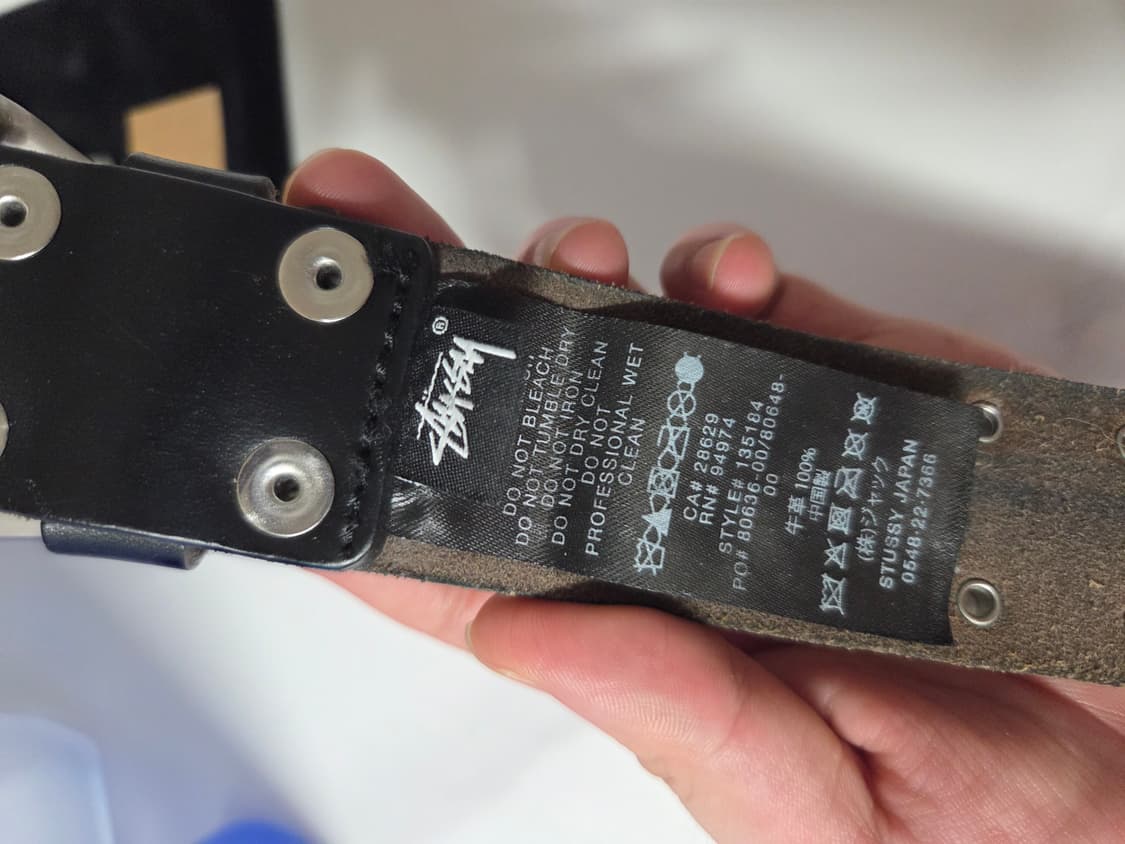 STÜSSY ®
DO NOT BLEACH
DO NOT TUMBLE DRY
DO NOT IRON
DO NOT DRY CLEAN
DO NOT
PROFESSIONAL WET
CLEAN
CA# 28629
RN# 94974
STYLE# 135184
PO# 80636-00/80648-
00
牛革 100%
中国製
(株)ジャック
STUSSY JAPAN
0548-22-7366